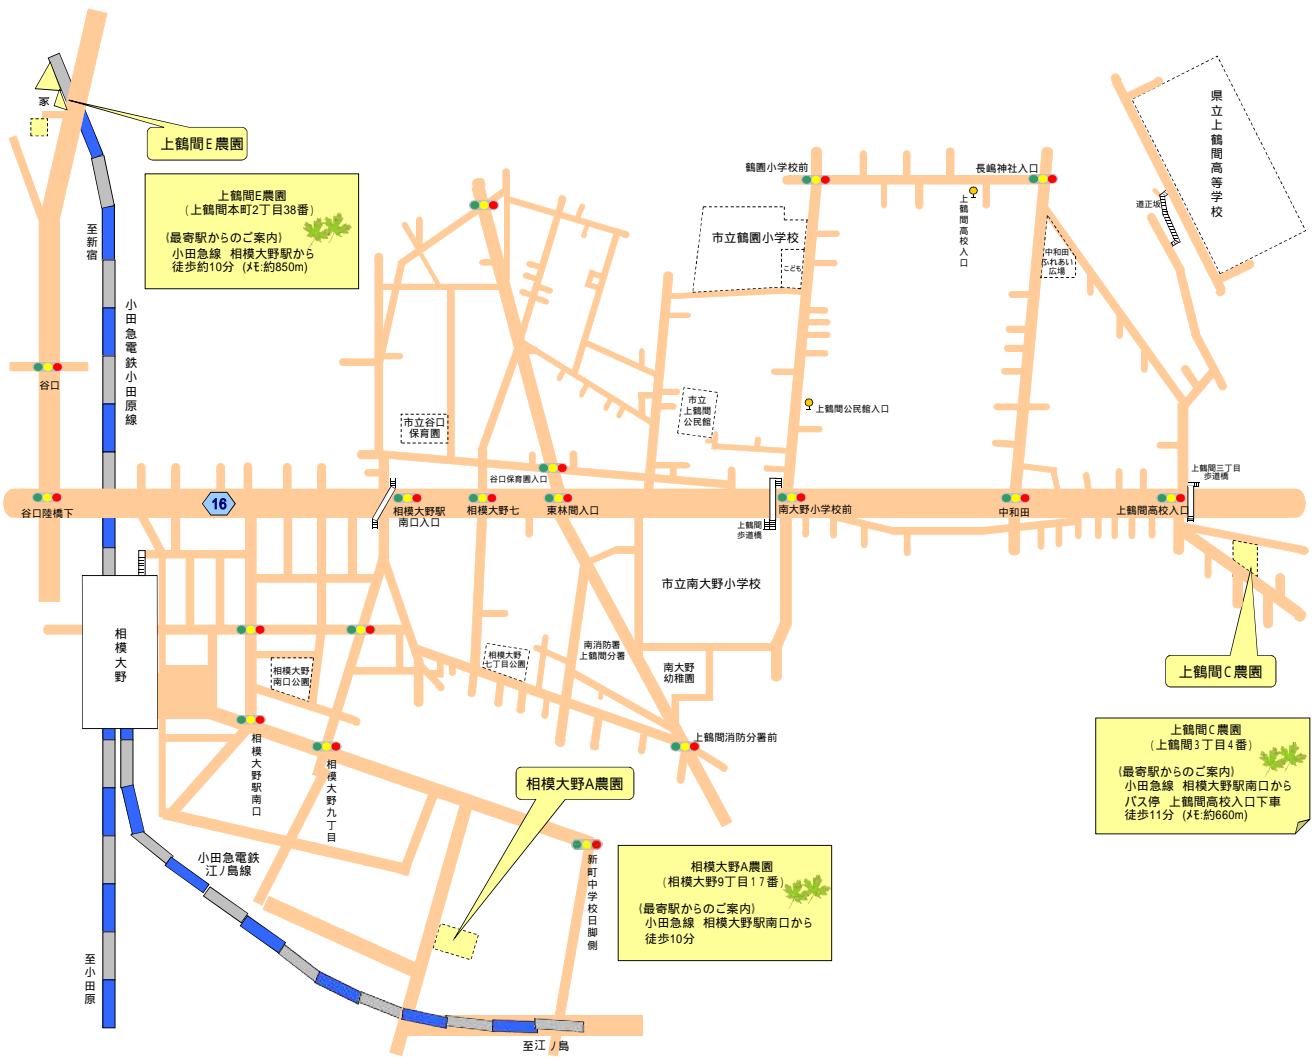 県立上鶴間高等学校
塚
上鶴間E農園
上鶴間E農園
(上鶴間本町2丁目38番)
(最寄駅からのご案内)
小田急線 相模大野駅から
徒歩約10分 (メモ:約850m)
至新宿
小田急電鉄小田原線
鶴園小学校前
長嶋神社入口
上鶴間高校入口
道正坂
市立鶴園小学校
こども
中和田
ふれあい
広場
谷口
市立谷口
保育園
市立
上鶴間
公民館
上鶴間公民館入口
谷口保育園入口
上鶴間三丁目
歩道橋
16
谷口陸橋下
相模大野駅
南口入口
相模大野七
東林間入口
南大野小学校前
中和田
上鶴間高校入口
上鶴間
歩道橋
市立南大野小学校
相模大野
相模大野
南口公園
相模大野
七丁目公園
南消防署
上鶴間分署
南大野
幼稚園
上鶴間C農園
上鶴間消防分署前
相模大野駅南口
相模大野九丁目
相模大野A農園
上鶴間C農園
(上鶴間3丁目4番)
(最寄駅からのご案内)
小田急線 相模大野駅南口から
バス停 上鶴間高校入口下車
徒歩11分 (メモ:約660m)
小田急電鉄
江ノ島線
新町中学校日脚側
相模大野A農園
(相模大野9丁目17番)
(最寄駅からのご案内)
小田急線 相模大野駅南口から
徒歩10分
至小田原
至江ノ島